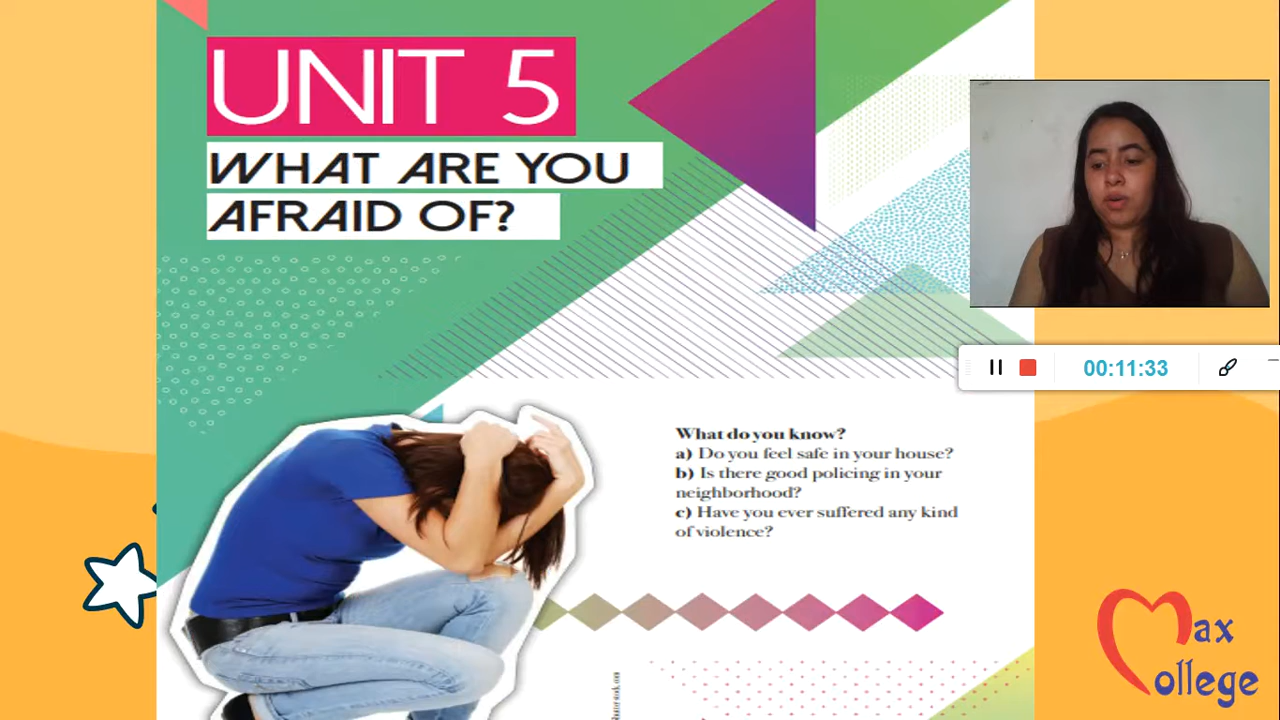 UNIT 5
WHAT ARE YOU
AFRAID OF?
00:11:33
What do you know?
a) Do you feel safe in your house?
b) Is there good policing in your
neighborhood?
c) Have you ever suffered any kind
of violence?
Max
College